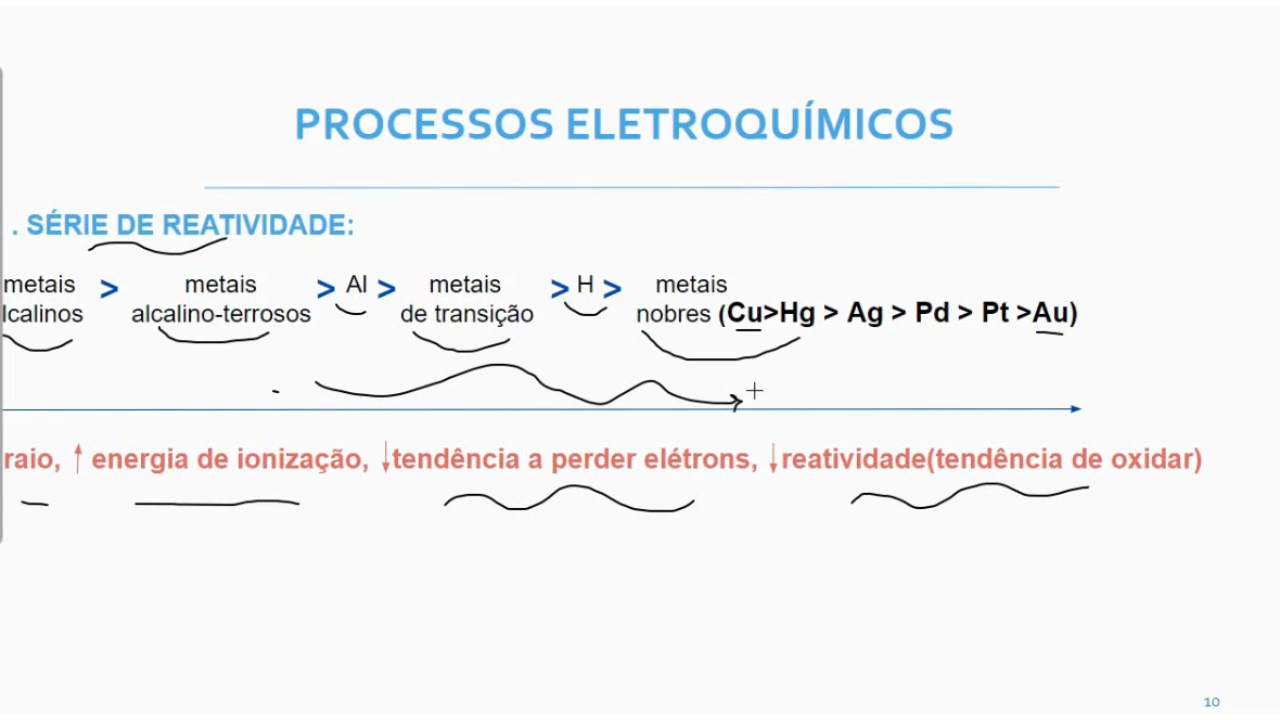 PROCESSOS ELETROQUÍMICOS
. SÉRIE DE REATIVIDADE:
metais > metais > Al > metais > H > metais
lcalinos alcalino-terrosos de transição nobres (Cu>Hg > Ag > Pd > Pt >Au)
raio, ↑ energia de ionização, ↓tendência a perder elétrons, ↓reatividade(tendência de oxidar)
10